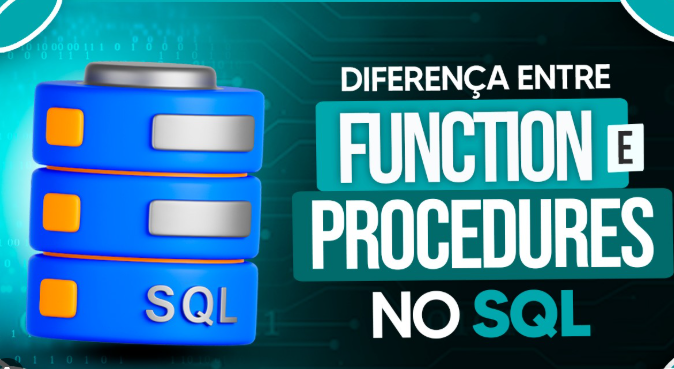 DIFERENÇA ENTRE
FUNCTION E
PROCEDURES
NO SQL
SQL